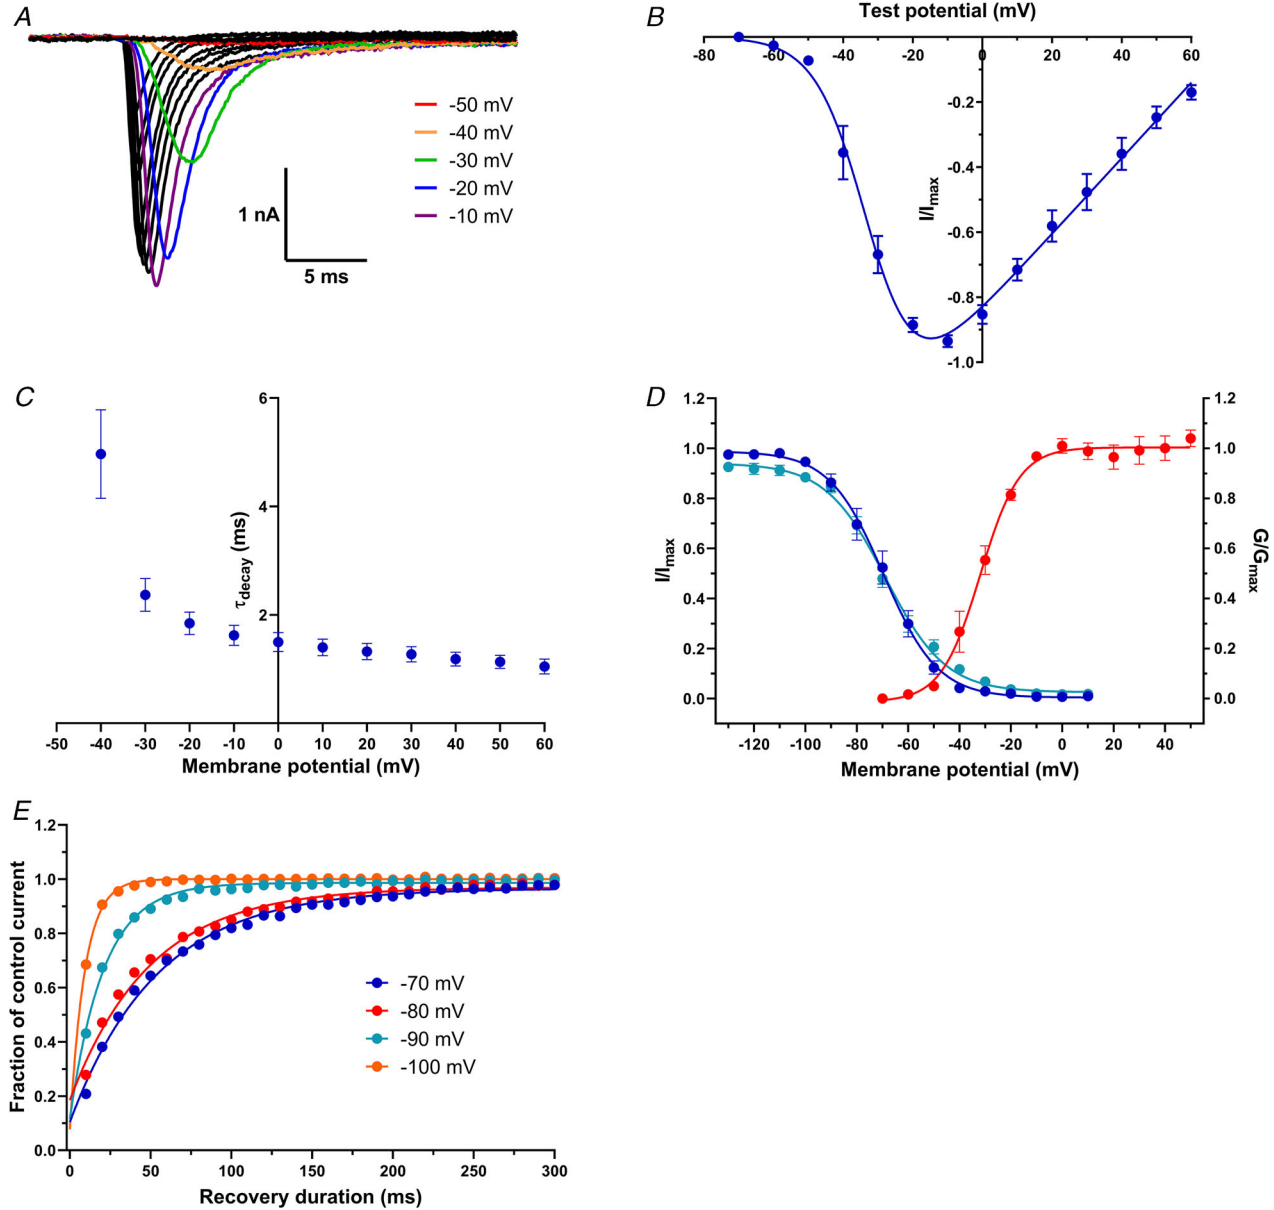 A
-50 mV
-40 mV
-30 mV
-20 mV
-10 mV
1 nA
5 ms
B
Test potential (mV)
-80 -60 -40 -20 0 20 40 60
-0.2
-0.4
-0.6
-0.8
-1.0
I/Imax
C
6
4
2
τdecay (ms)
-50 -40 -30 -20 -10 0 10 20 30 40 50 60
Membrane potential (mV)
D
1.2 1.2
1.0 1.0
0.8 0.8
0.6 0.6
0.4 0.4
0.2 0.2
0.0 0.0
I/Imax
G/Gmax
-120 -100 -80 -60 -40 -20 0 20 40
Membrane potential (mV)
E
1.2
1.0
0.8
0.6
0.4
0.2
0.0
Fraction of control current
-70 mV
-80 mV
-90 mV
-100 mV
0 50 100 150 200 250 300
Recovery duration (ms)